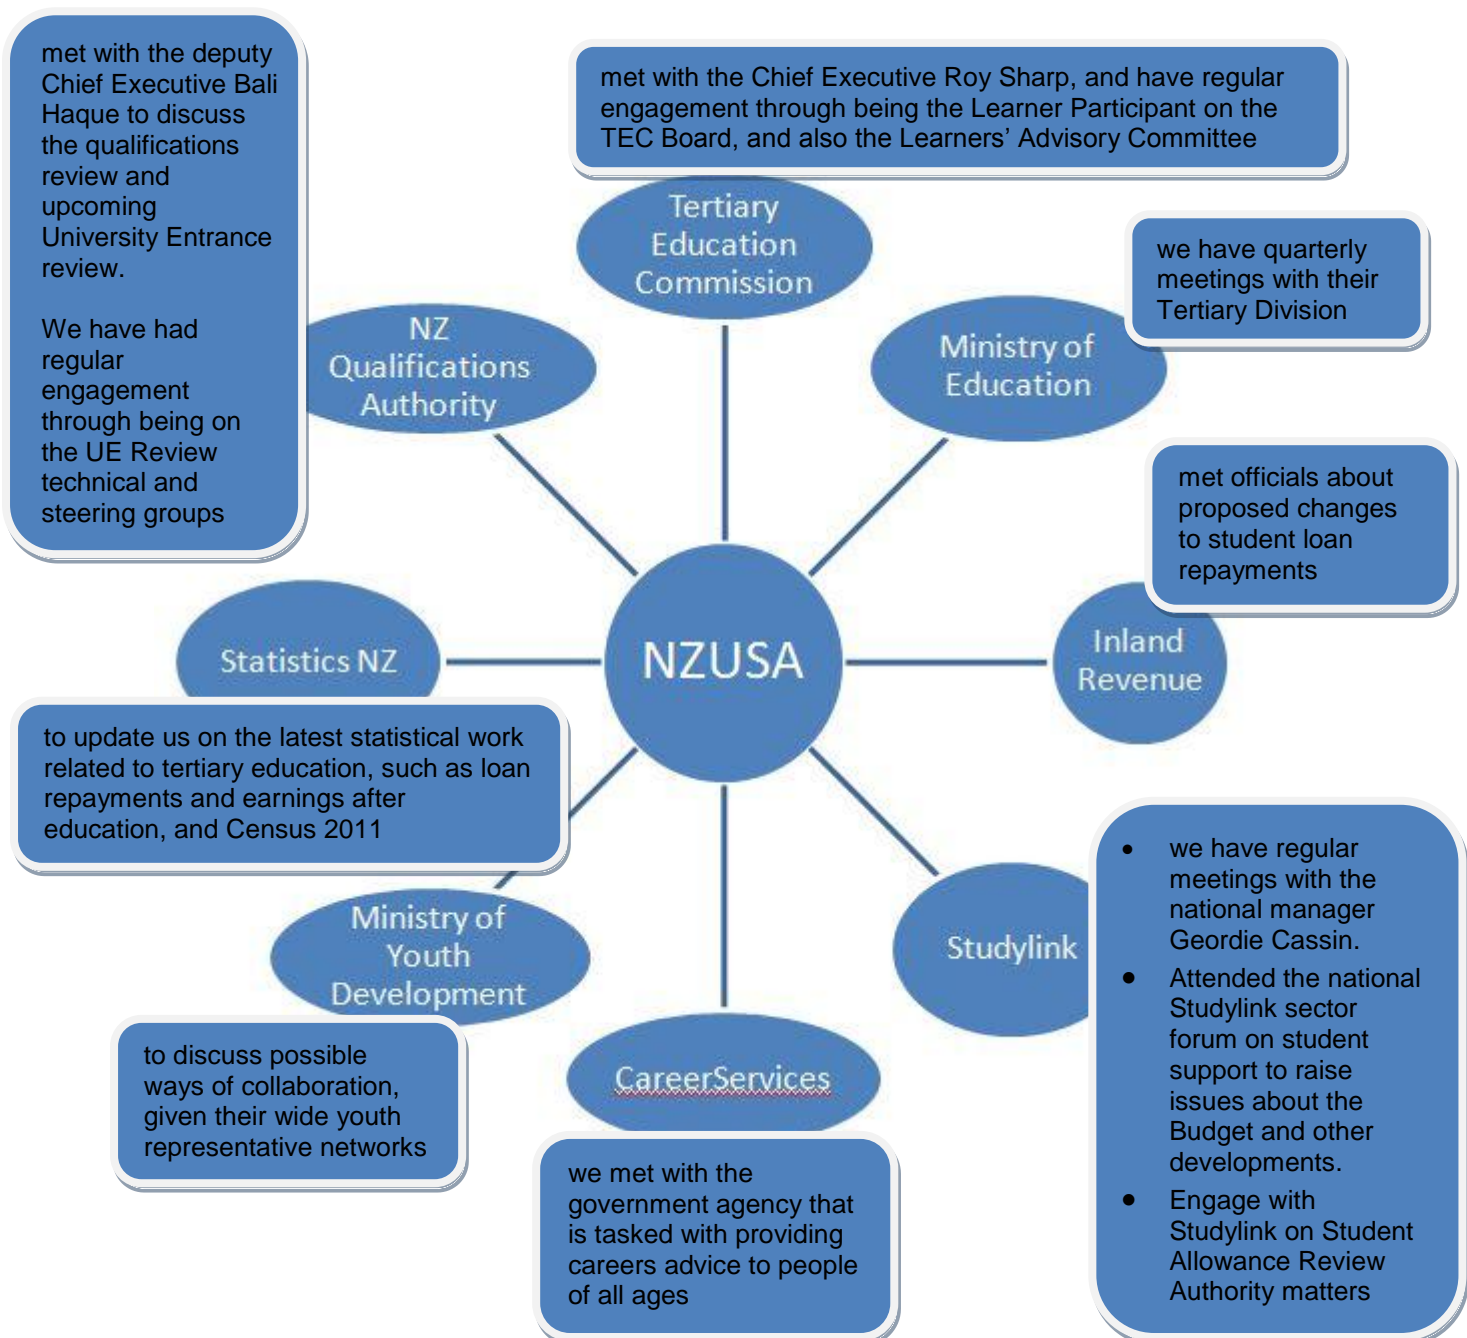 met with the deputy
Chief Executive Bali
Haque to discuss
the qualifications
review and
upcoming
University Entrance
review.
We have had
regular
engagement
through being on
the UE Review
technical and
steering groups
met with the Chief Executive Roy Sharp, and have regular
engagement through being the Learner Participant on the
TEC Board, and also the Learners’ Advisory Committee
Tertiary
Education
Commission
we have quarterly
meetings with their
Tertiary Division
NZ
Qualifications
Authority
Ministry of
Education
met officials about
proposed changes
to student loan
repayments
Statistics NZ
NZUSA
Inland
Revenue
to update us on the latest statistical work
related to tertiary education, such as loan
repayments and earnings after
education, and Census 2011
Ministry of
Youth
Development
Studylink
• we have regular
meetings with the
national manager
Geordie Cassin.
• Attended the national
Studylink sector
forum on student
support to raise
issues about the
Budget and other
developments.
• Engage with
Studylink on Student
Allowance Review
Authority matters
to discuss possible
ways of collaboration,
given their wide youth
representative networks
CareerServices
we met with the
government agency that
is tasked with providing
careers advice to people
of all ages